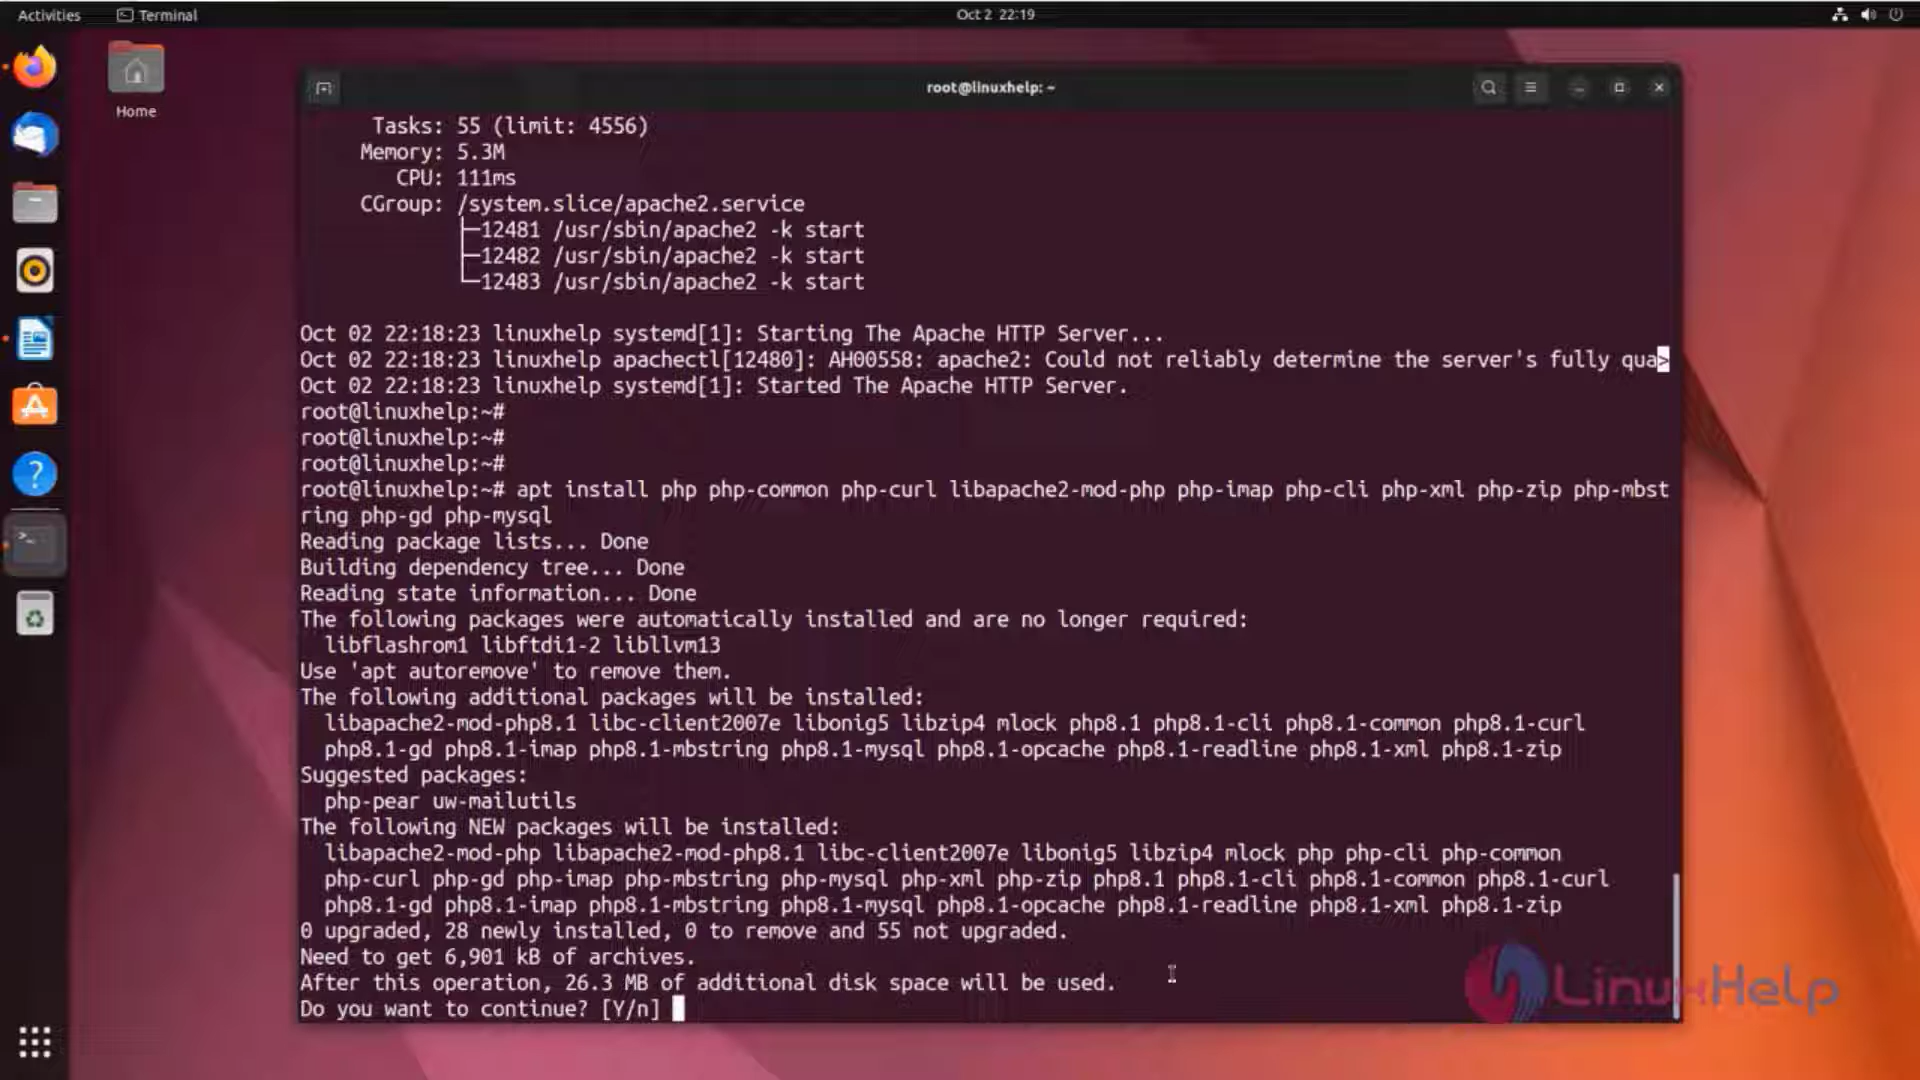 Activities
Terminal
Oct 2 22:19
Home
root@linuxhelp: ~
Tasks: 55 (limit: 4556)
Memory: 5.3M
CPU: 111ms
CGroup: /system.slice/apache2.service
├─12481 /usr/sbin/apache2 -k start
├─12482 /usr/sbin/apache2 -k start
└─12483 /usr/sbin/apache2 -k start
Oct 02 22:18:23 linuxhelp systemd[1]: Starting The Apache HTTP Server...
Oct 02 22:18:23 linuxhelp apachectl[12480]: AH00558: apache2: Could not reliably determine the server's fully qua>
Oct 02 22:18:23 linuxhelp systemd[1]: Started The Apache HTTP Server.
root@linuxhelp:~#
root@linuxhelp:~#
root@linuxhelp:~#
root@linuxhelp:~# apt install php php-common php-curl libapache2-mod-php php-imap php-cli php-xml php-zip php-mbst
ring php-gd php-mysql
Reading package lists... Done
Building dependency tree... Done
Reading state information... Done
The following packages were automatically installed and are no longer required:
libflashrom1 libftdi1-2 libllvm13
Use 'apt autoremove' to remove them.
The following additional packages will be installed:
libapache2-mod-php8.1 libc-client2007e libonig5 libzip4 mlock php8.1 php8.1-cli php8.1-common php8.1-curl
php8.1-gd php8.1-imap php8.1-mbstring php8.1-mysql php8.1-opcache php8.1-readline php8.1-xml php8.1-zip
Suggested packages:
php-pear uw-mailutils
The following NEW packages will be installed:
libapache2-mod-php libapache2-mod-php8.1 libc-client2007e libonig5 libzip4 mlock php php-cli php-common
php-curl php-gd php-imap php-mbstring php-mysql php-xml php-zip php8.1 php8.1-cli php8.1-common php8.1-curl
php8.1-gd php8.1-imap php8.1-mbstring php8.1-mysql php8.1-opcache php8.1-readline php8.1-xml php8.1-zip
0 upgraded, 28 newly installed, 0 to remove and 55 not upgraded.
Need to get 6,901 kB of archives.
After this operation, 26.3 MB of additional disk space will be used.
Do you want to continue? [Y/n]
LinuxHelp